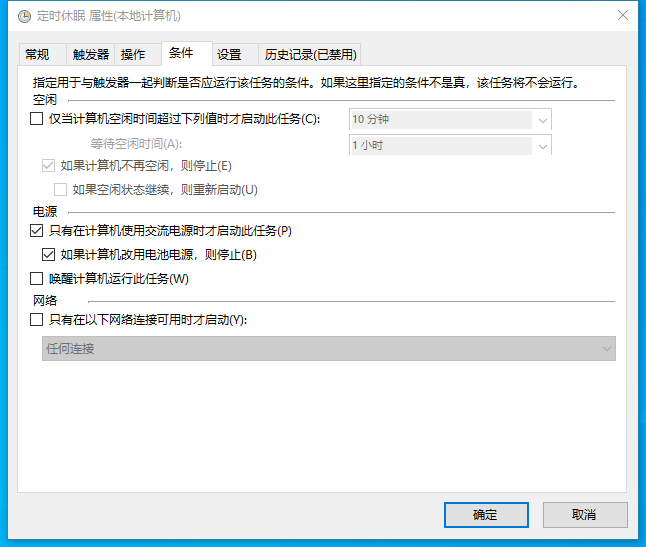 定时休眠 属性(本地计算机)
常规 触发器 操作 条件 设置 历史记录(已禁用)
指定用于与触发器一起判断是否应运行该任务的条件。如果这里指定的条件不是真，该任务将不会运行。
空闲
仅当计算机空闲时间超过下列值时才启动此任务(C): 10 分钟
等待空闲时间(A): 1 小时
如果计算机不再空闲，则停止(E)
如果空闲状态继续，则重新启动(U)
电源
只有在计算机使用交流电源时才启动此任务(P)
如果计算机改用电池电源，则停止(B)
唤醒计算机运行此任务(W)
网络
只有在以下网络连接可用时才启动(Y):
任何连接
确定 取消